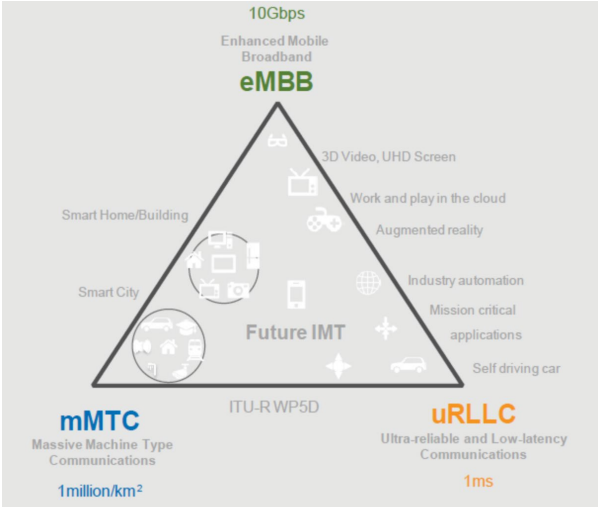 10Gbps
Enhanced Mobile
Broadband
eMBB
3D Video, UHD Screen
Work and play in the cloud
Smart Home/Building
Augmented reality
Industry automation
Smart City
Mission critical
applications
Future IMT
Self driving car
ITU-R WP5D
mMTC
Massive Machine Type
Communications
1million/km²
uRLLC
Ultra-reliable and Low-latency
Communications
1ms